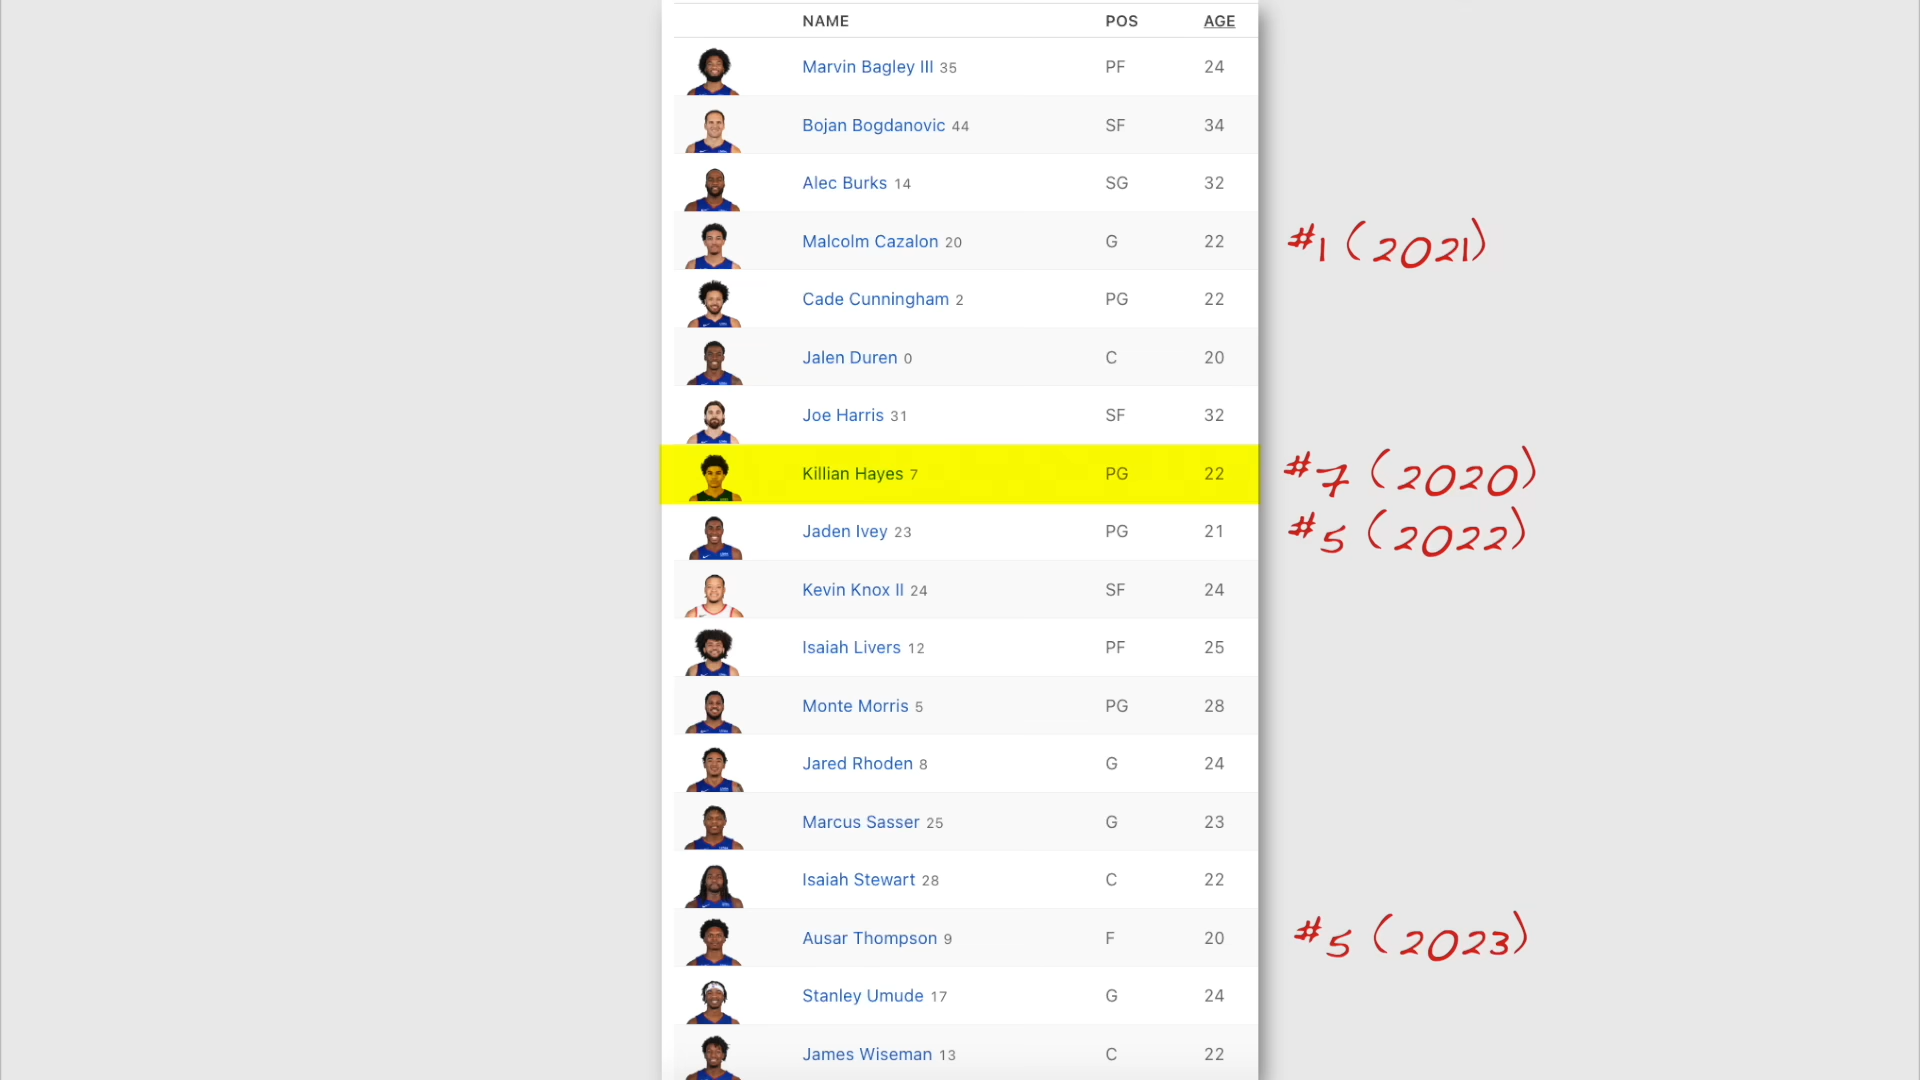 NAME POS AGE
Marvin Bagley III 35 PF 24
Bojan Bogdanovic 44 SF 34
Alec Burks 14 SG 32
Malcolm Cazalon 20 G 22 #1 (2021)
Cade Cunningham 2 PG 22
Jalen Duren 0 C 20
Joe Harris 31 SF 32
Killian Hayes 7 PG 22 #7 (2020)
Jaden Ivey 23 PG 21 #5 (2022)
Kevin Knox II 24 SF 24
Isaiah Livers 12 PF 25
Monte Morris 5 PG 28
Jared Rhoden 8 G 24
Marcus Sasser 25 G 23
Isaiah Stewart 28 C 22
Ausar Thompson 9 F 20 #5 (2023)
Stanley Umude 17 G 24
James Wiseman 13 C 22